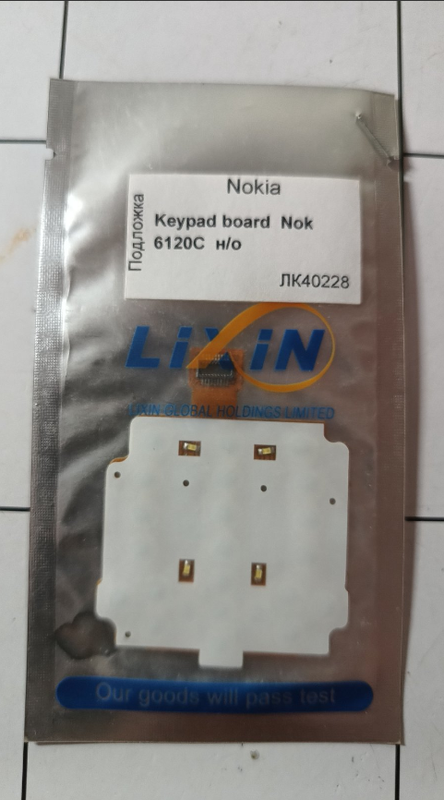 Nokia
Подложка
Keypad board Nok
6120C н/о
ЛК40228
LiXiN
LIXIN GLOBAL HOLDINGS LIMITED
Our goods will pass test